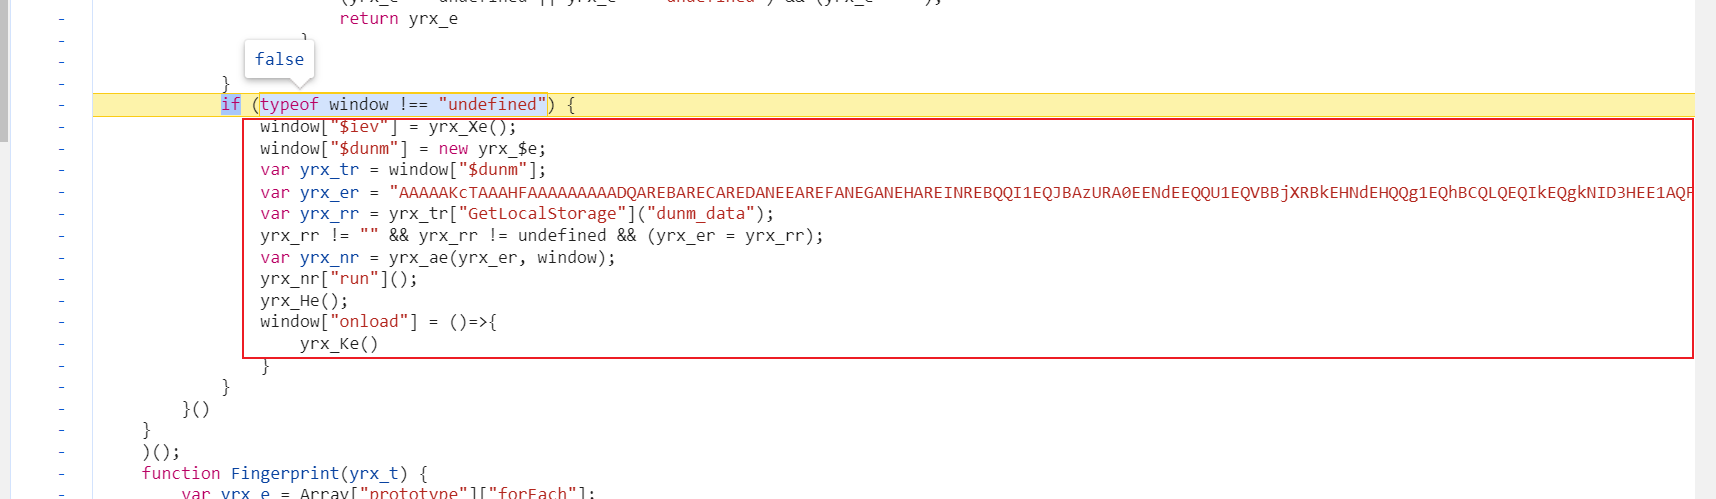 return yrx_e
}
false
}
if (typeof window !== "undefined") {
window["$iev"] = yrx_Xe();
window["$dunm"] = new yrx_$e;
var yrx_tr = window["$dunm"];
var yrx_er = "AAAAAKcTAAAHFAAAAAAAAADQAREBARECAREDANEEAREFANEGANEHAREINREBQQI1EQJBAzURA0EENdEEQQU1EQVBBjXRBkEHNdEHQQg1EQhBCQLQEQIkEQgkNID3HEE1AQF
var yrx_rr = yrx_tr["GetLocalStorage"]("dunm_data");
yrx_rr != "" && yrx_rr != undefined && (yrx_er = yrx_rr);
var yrx_nr = yrx_ae(yrx_er, window);
yrx_nr["run"]();
yrx_He();
window["onload"] = ()=>{
yrx_Ke()
}
}
}()
}
)();
function Fingerprint(yrx_t) {
var yrx_e = Array["prototype"]["forEach"];